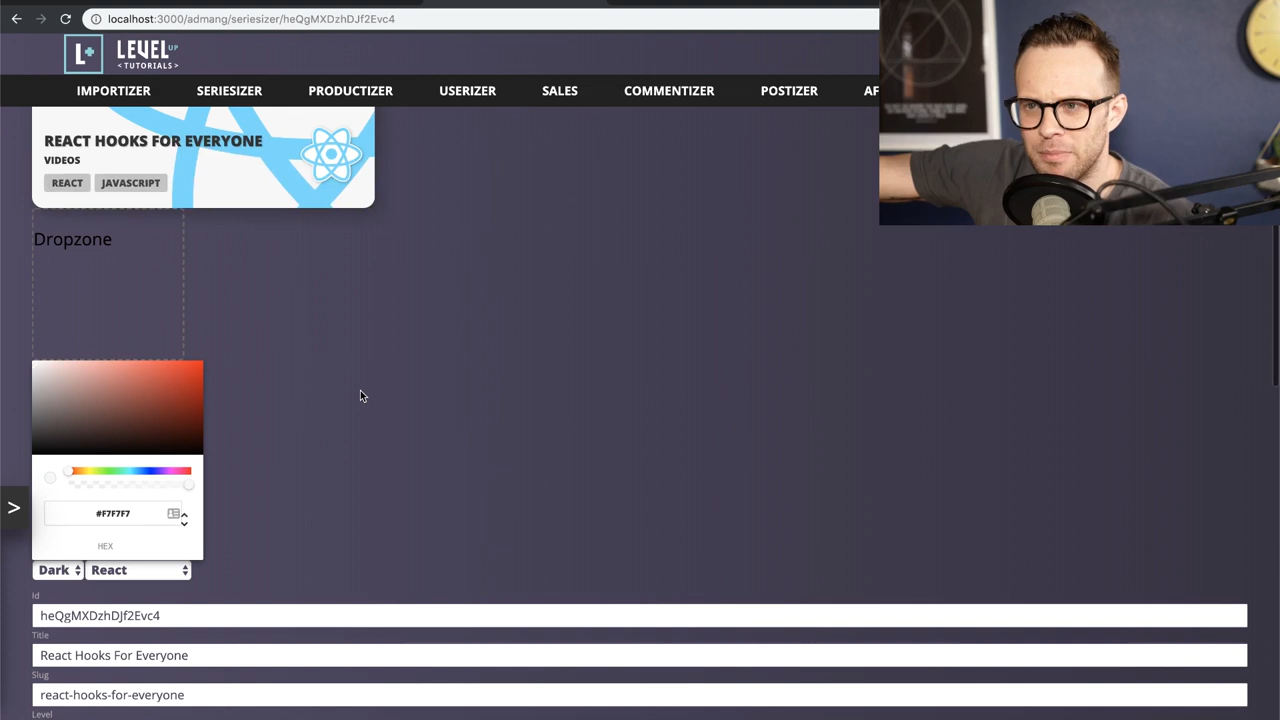 localhost:3000/admang/seriesizer/heQgMXDzhDJf2Evc4
L+ LEVEL UP
<TUTORIALS>
IMPORTIZER SERIESIZER PRODUCTIZER USERIZER SALES COMMENTIZER POSTIZER AF
REACT HOOKS FOR EVERYONE
VIDEOS
REACT JAVASCRIPT
Dropzone
>
#F7F7F7
HEX
Dark React
Id
heQgMXDzhDJf2Evc4
Title
React Hooks For Everyone
Slug
react-hooks-for-everyone
Level